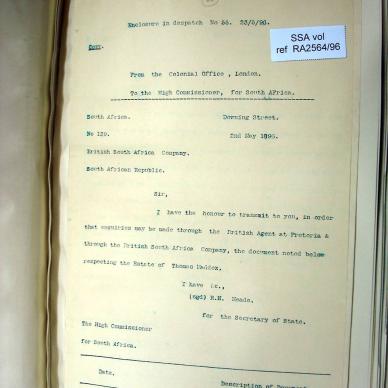 Enclosure in despatch No 58. 23/5/96.
SSA vol
ref RA2564/96
Copy.
From the Colonial Office, London.
To the High Commissioner, for South Africa.
South Africa.
Downing Street.
No 129.
2nd May 1896.
British South Africa Company.
South African Republic.
Sir,
I have the honour to transmit to you, in order
that enquiries may be made through the British Agent at Pretoria &
through the British South Africa Company, the document noted below
respecting the Estate of Thomas Maddox.
I have &c.,
(sgd) R.H. Meade.
for the Secretary of State.
The High Commissioner
for South Africa.
Date.
Description of Document